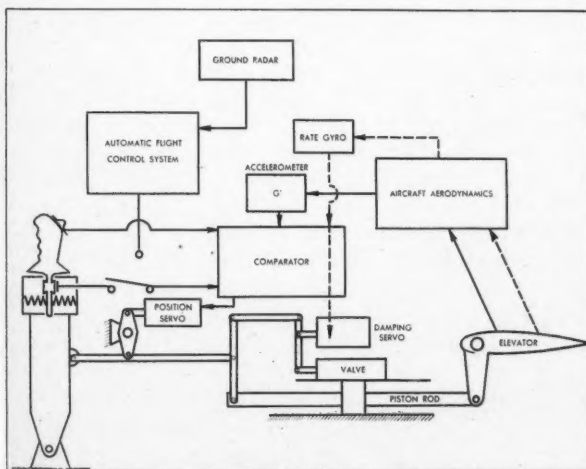 GROUND RADAR
AUTOMATIC FLIGHT
CONTROL SYSTEM
RATE GYRO
ACCELEROMETER
G'
AIRCRAFT AERODYNAMICS
COMPARATOR
POSITION
SERVO
DAMPING
SERVO
VALVE
ELEVATOR
PISTON ROD